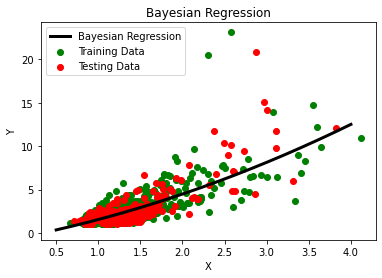 Bayesian Regression
Bayesian Regression
Training Data
Testing Data
20
15
10
5
0
Y
0.5 1.0 1.5 2.0 2.5 3.0 3.5 4.0
X